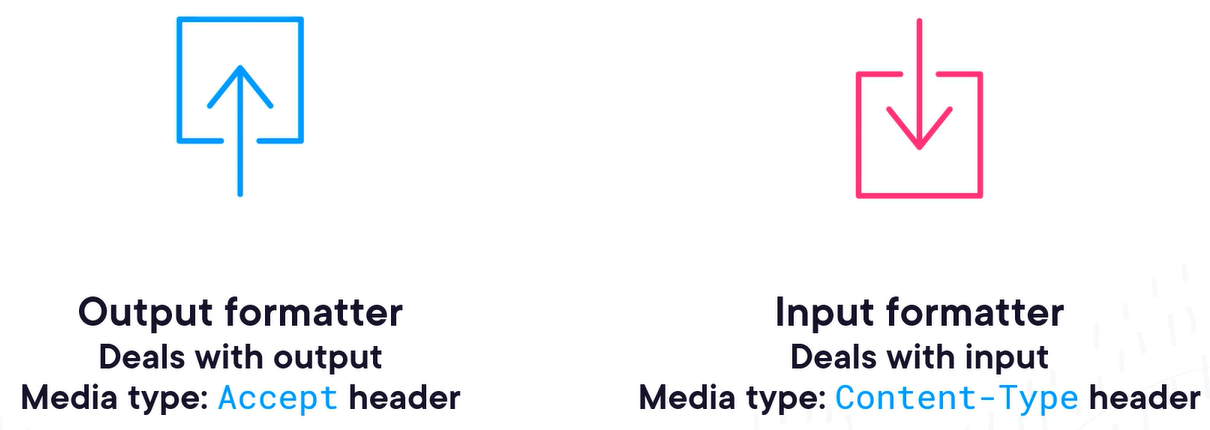 Output formatter
Deals with output
Media type: Accept header
Input formatter
Deals with input
Media type: Content-Type header